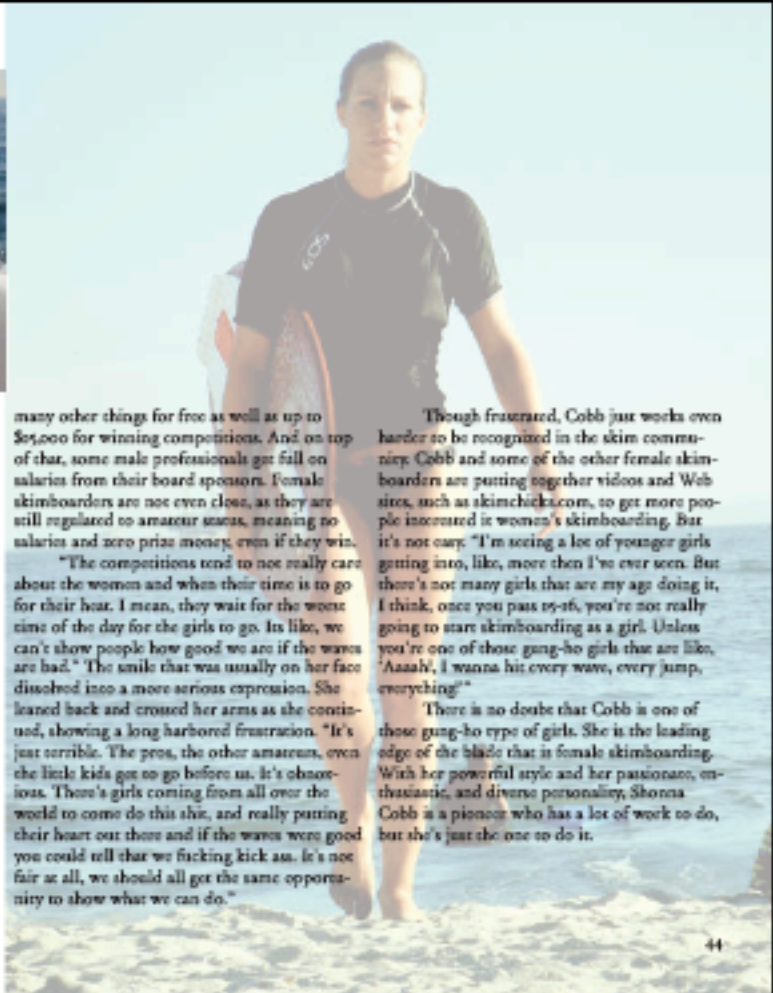 many other things for free as well as up to
$05,000 for winning competitions. And on top
of that, some male professionals get full on
salaries from their board sponsors. Female
skimboarders are not even close, as they are
still regulated to amateur status, meaning no
salaries and zero prize money, even if they win.
"The competitions tend to not really care
about the women and when their time is to go
for their heat. I mean, they wait for the worst
time of the day for the girls to go. Its like, we
can't show people how good we are if the waves
are bad." The smile that was usually on her face
dissolved into a more serious expression. She
leaned back and crossed her arms as she contin-
ued, showing a long harbored frustration. "It's
just terrible. The pros, the other amateurs, even
the little kids get to go before us. It's obnox-
ious. There's girls coming from all over the
world to come do this shit, and really putting
their heart out there and if the waves were good
you could tell that we fucking kick ass. It's not
fair at all, we should all get the same opportu-
nity to show what we can do."
Though frustrated, Cobb just works even
harder to be recognized in the skim commu-
nity. Cobb and some of the other female skim-
boarders are putting together videos and Web
sites, such as skimchicks.com, to get more peo-
ple interested it women's skimboarding. But
it's not easy. "I'm seeing a lot of younger girls
getting into, like, more then I've ever seen. But
there's not many girls that are my age doing it,
I think, once you pass 15-16, you're not really
going to start skimboarding as a girl. Unless
you're one of those gung-ho girls that are like,
'Aaaah!, I wanna hit every wave, every jump,
everything!'"
There is no doubt that Cobb is one of
those gung-ho type of girls. She is the leading
edge of the blade that is female skimboarding.
With her powerful style and her passionate, en-
thusiastic, and diverse personality, Shonna
Cobb is a pioneer who has a lot of work to do,
but she's just the one to do it.
44